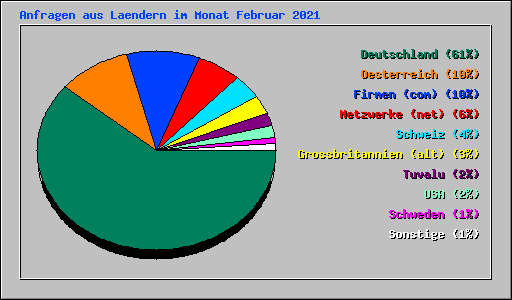 Anfragen aus Laendern im Monat Februar 2021
Deutschland (61%)
Oesterreich (10%)
Firmen (com) (10%)
Netzwerke (net) (6%)
Schweiz (4%)
Grossbritannien (alt) (3%)
Tuvalu (2%)
USA (2%)
Schweden (1%)
Sonstige (1%)